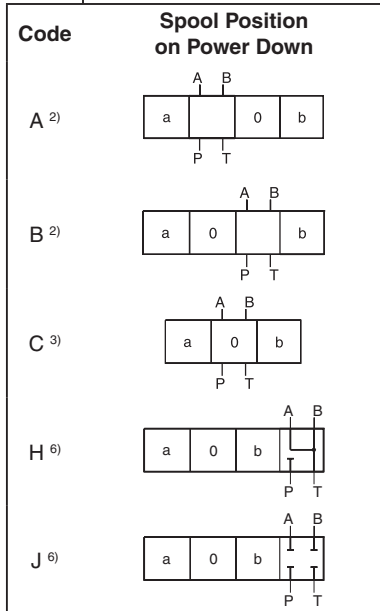 Code Spool Position
on Power Down
A B
A 2) a 0 b
P T
A B
B 2) a 0 b
P T
A B
C 3) a 0 b
P T
A B
H 6) a 0 b
P T
A B
J 6) a 0 b
P T